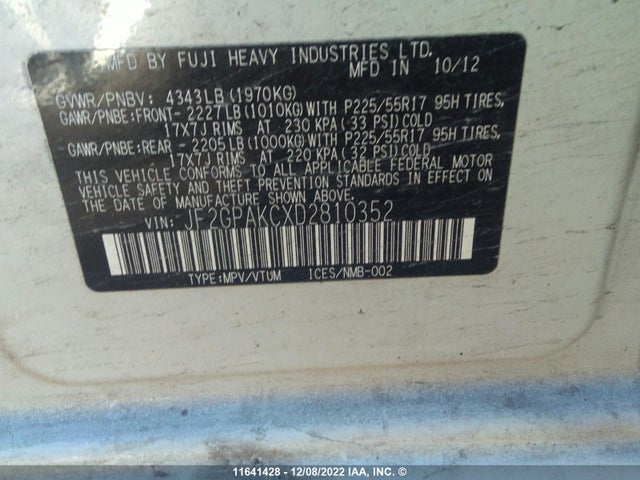 MFD BY FUJI HEAVY INDUSTRIES LTD.
MFD IN 10/12
GVWR/PNBV: 4343LB(1970KG)
GAWR/PNBE:FRONT- 2227LB(1010KG)WITH P225/55R17 95H TIRES,
17X7J RIMS AT 230 KPA(33 PSI)COLD
GAWR/PNBE:REAR - 2205LB(1000KG)WITH P225/55R17 95H TIRES,
17X7J RIMS AT 220 KPA(32 PSI)COLD
THIS VEHICLE CONFORMS TO ALL APPLICABLE FEDERAL MOTOR
VEHICLE SAFETY AND THEFT PREVENTION STANDARDS IN EFFECT ON
THE DATE OF MANUFACTURE SHOWN ABOVE.
VIN: JF2GPAKCXD2810352
TYPE:MPV/VTUM ICES/NMB-002
11641428 - 12/08/2022 IAA, INC. ©